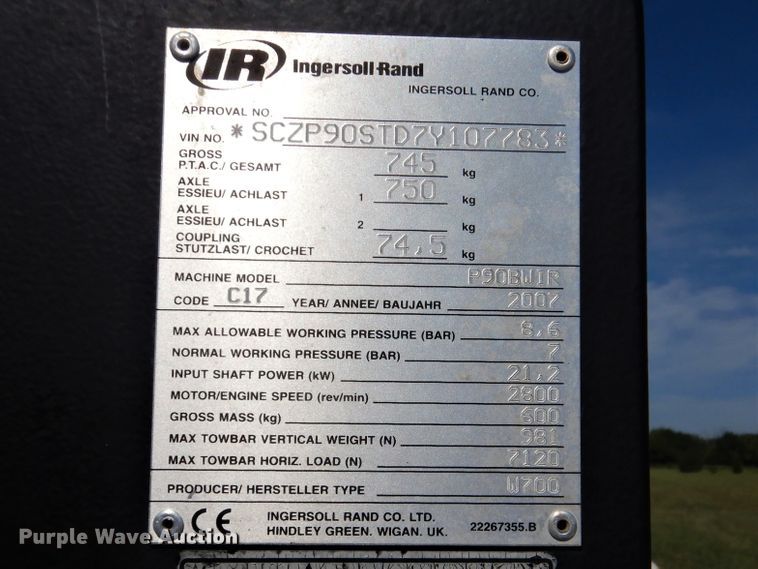 IR Ingersoll-Rand
INGERSOLL RAND CO.
APPROVAL NO.
VIN NO. *SCZP90STD7Y107783*
GROSS
P.T.A.C./ GESAMT 745 kg
AXLE
ESSIEU/ ACHLAST 1 750 kg
AXLE
ESSIEU/ ACHLAST 2 kg
COUPLING
STUTZLAST/ CROCHET 74,5 kg
MACHINE MODEL P90BWIR
CODE C17 YEAR/ ANNEE/ BAUJAHR 2007
MAX ALLOWABLE WORKING PRESSURE (BAR) 8,6
NORMAL WORKING PRESSURE (BAR) 7
INPUT SHAFT POWER (kW) 21,2
MOTOR/ENGINE SPEED (rev/min) 2800
GROSS MASS (kg) 600
MAX TOWBAR VERTICAL WEIGHT (N) 981
MAX TOWBAR HORIZ. LOAD (N) 7120
PRODUCER/ HERSTELLER TYPE W700
CE INGERSOLL RAND CO. LTD.
HINDLEY GREEN. WIGAN. UK. 22267355.B
Purple Wave Auction